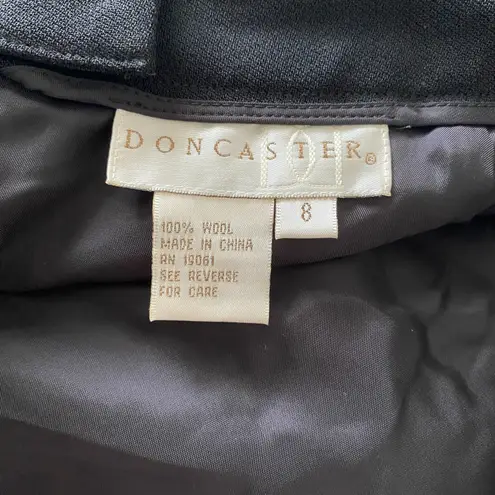 DONCASTER®
8
100% WOOL
MADE IN CHINA
RN 19061
SEE REVERSE
FOR CARE